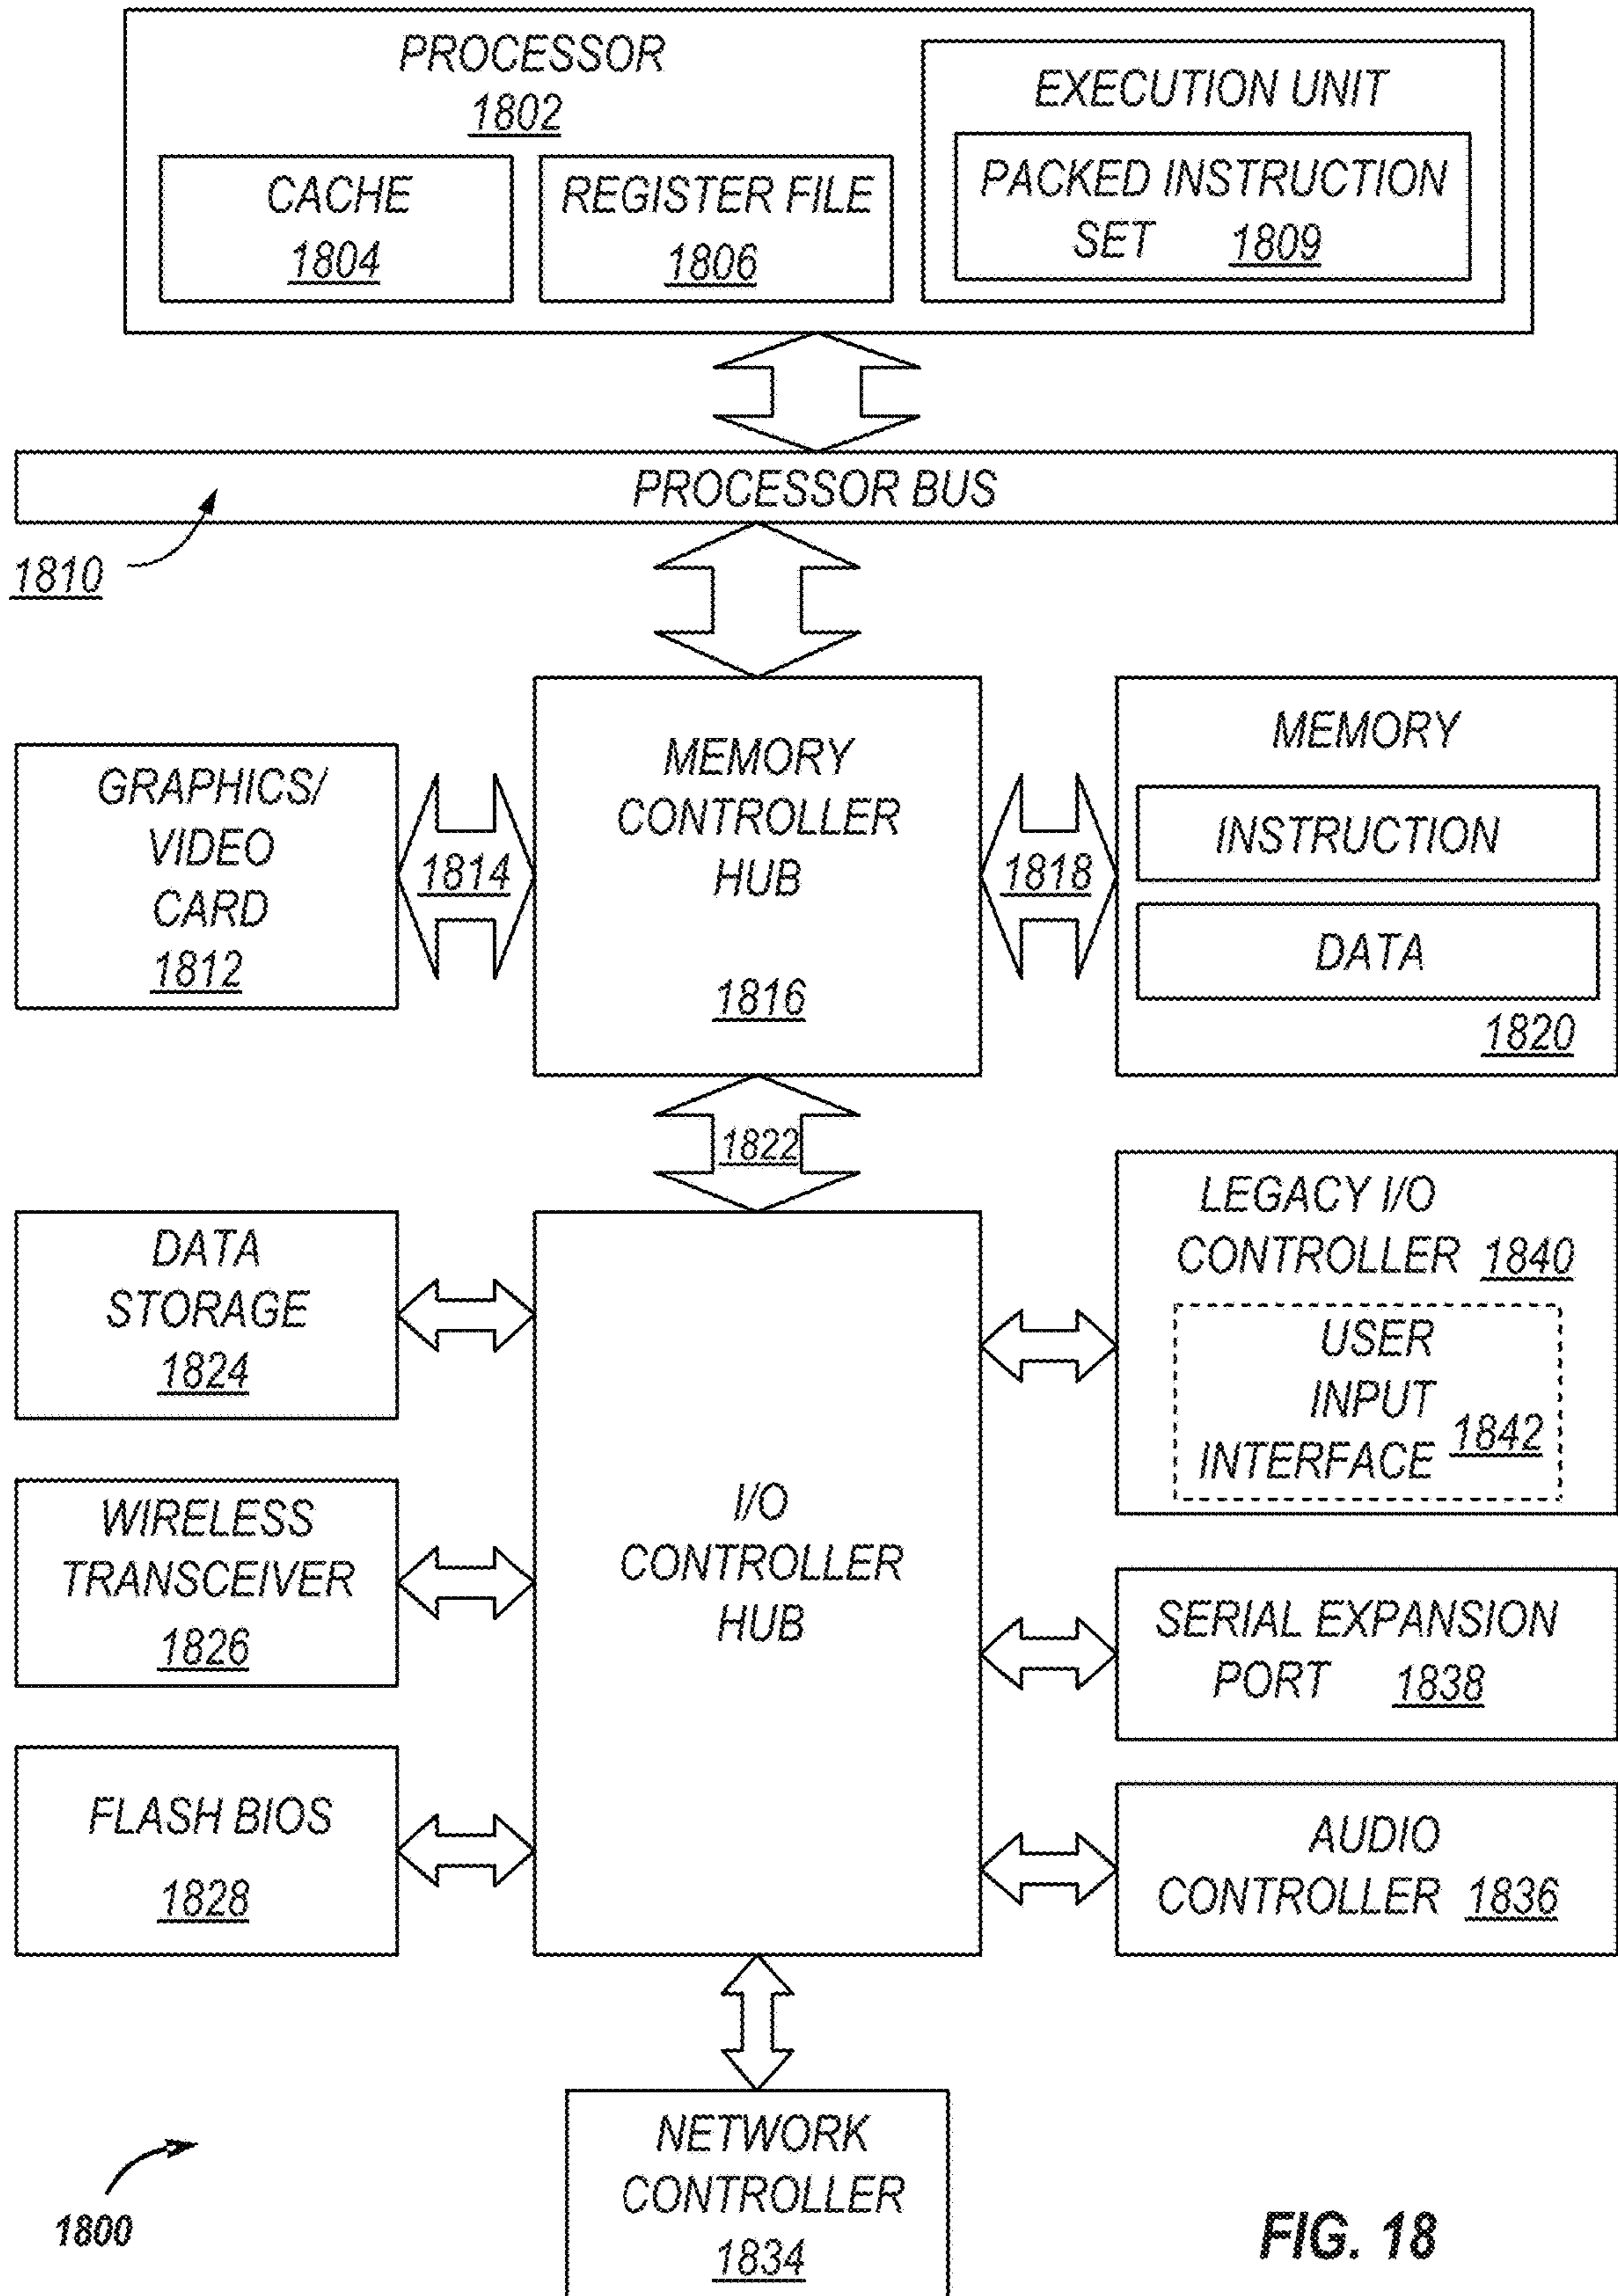 PROCESSOR
1802
CACHE
1804
REGISTER FILE
1806
EXECUTION UNIT
PACKED INSTRUCTION
SET 1809
PROCESSOR BUS
1810
GRAPHICS/
VIDEO
CARD
1812
1814
MEMORY
CONTROLLER
HUB
1816
1818
MEMORY
INSTRUCTION
DATA
1820
1822
DATA
STORAGE
1824
WIRELESS
TRANSCEIVER
1826
FLASH BIOS
1828
I/O
CONTROLLER
HUB
LEGACY I/O
CONTROLLER 1840
USER
INPUT
INTERFACE 1842
SERIAL EXPANSION
PORT 1838
AUDIO
CONTROLLER 1836
NETWORK
CONTROLLER
1834
1800
FIG. 18